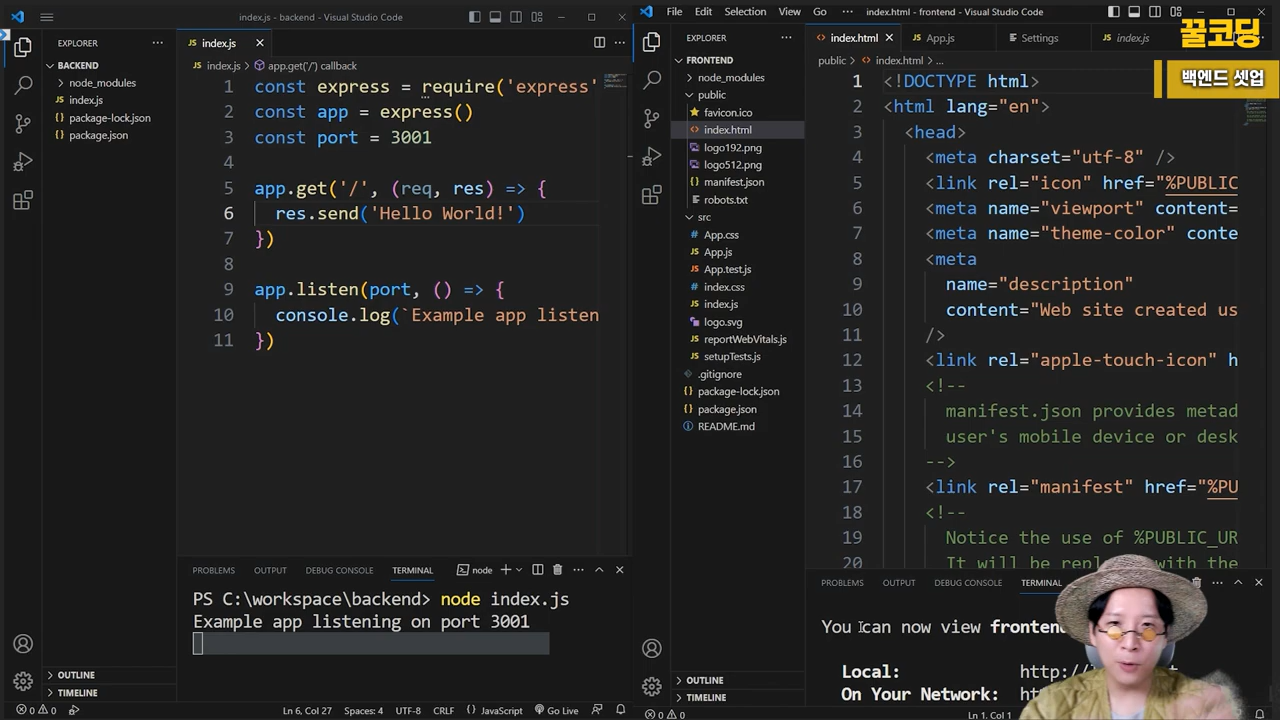 index.js - backend - Visual Studio Code
EXPLORER
BACKEND
node_modules
index.js
package-lock.json
package.json
OUTLINE
TIMELINE
index.js
index.js > app.get('/') callback
1 const express = require('express'
2 const app = express()
3 const port = 3001
4
5 app.get('/', (req, res) => {
6 res.send('Hello World!')
7 })
8
9 app.listen(port, () => {
10 console.log(`Example app listen
11 })
PROBLEMS OUTPUT DEBUG CONSOLE TERMINAL node
PS C:\workspace\backend> node index.js
Example app listening on port 3001
0 0 Ln 6, Col 27 Spaces: 4 UTF-8 CRLF JavaScript Go Live
File Edit Selection View Go ... index.html - frontend - Visual Studio Code
꿀코딩
백엔드 셋업
EXPLORER
FRONTEND
node_modules
public
favicon.ico
index.html
logo192.png
logo512.png
manifest.json
robots.txt
src
App.css
App.js
App.test.js
index.css
index.js
logo.svg
reportWebVitals.js
setupTests.js
.gitignore
package-lock.json
package.json
README.md
OUTLINE
TIMELINE
index.html App.js Settings index.js
public > index.html > ...
1 <!DOCTYPE html>
2 <html lang="en">
3 <head>
4 <meta charset="utf-8" />
5 <link rel="icon" href="%PUBLIC
6 <meta name="viewport" content=
7 <meta name="theme-color" conte
8 <meta
9 name="description"
10 content="Web site created us
11 />
12 <link rel="apple-touch-icon" h
13 <!--
14 manifest.json provides metad
15 user's mobile device or desk
16 -->
17 <link rel="manifest" href="%PU
18 <!--
19 Notice the use of %PUBLIC_UR
20 It will be repl with the
PROBLEMS OUTPUT DEBUG CONSOLE TERMINAL
You can now view frontend
Local:
On Your Network:
0 0 Ln 1, Col 1